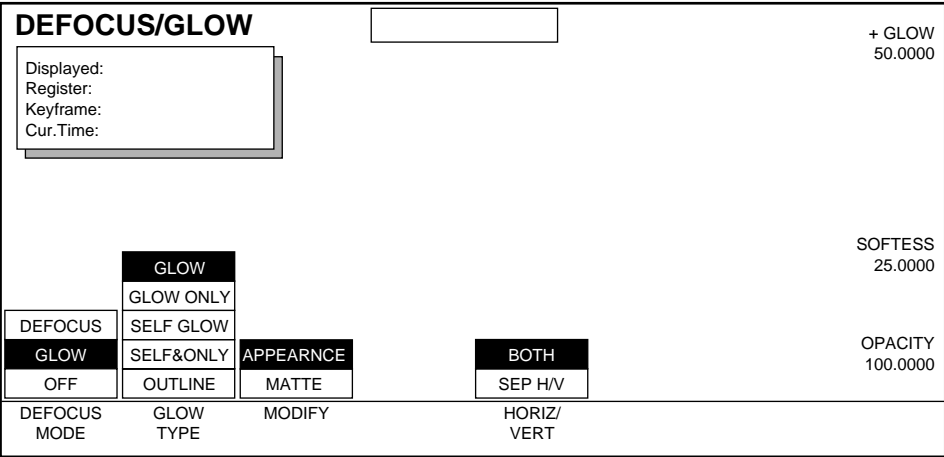 DEFOCUS/GLOW
+ GLOW
50.0000
Displayed:
Register:
Keyframe:
Cur.Time:
SOFTESS
25.0000
GLOW
GLOW ONLY
DEFOCUS
SELF GLOW
OPACITY
100.0000
GLOW
SELF&ONLY
APPEARNCE
BOTH
OFF
OUTLINE
MATTE
SEP H/V
DEFOCUS
MODE
GLOW
TYPE
MODIFY
HORIZ/
VERT